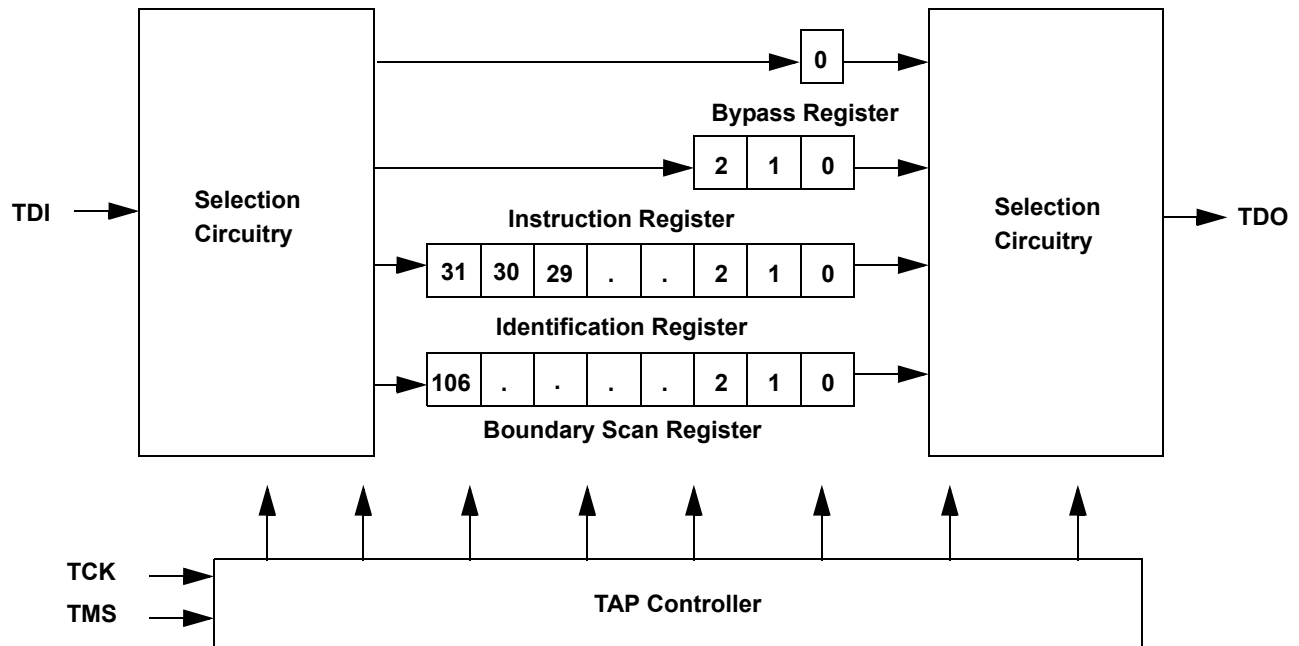 0
Bypass Register
2 1 0
TDI
Selection
Circuitry
Selection
Circuitry
TDO
Instruction Register
31 30 29 . . 2 1 0
Identification Register
106 . . . . 2 1 0
Boundary Scan Register
TCK
TMS
TAP Controller